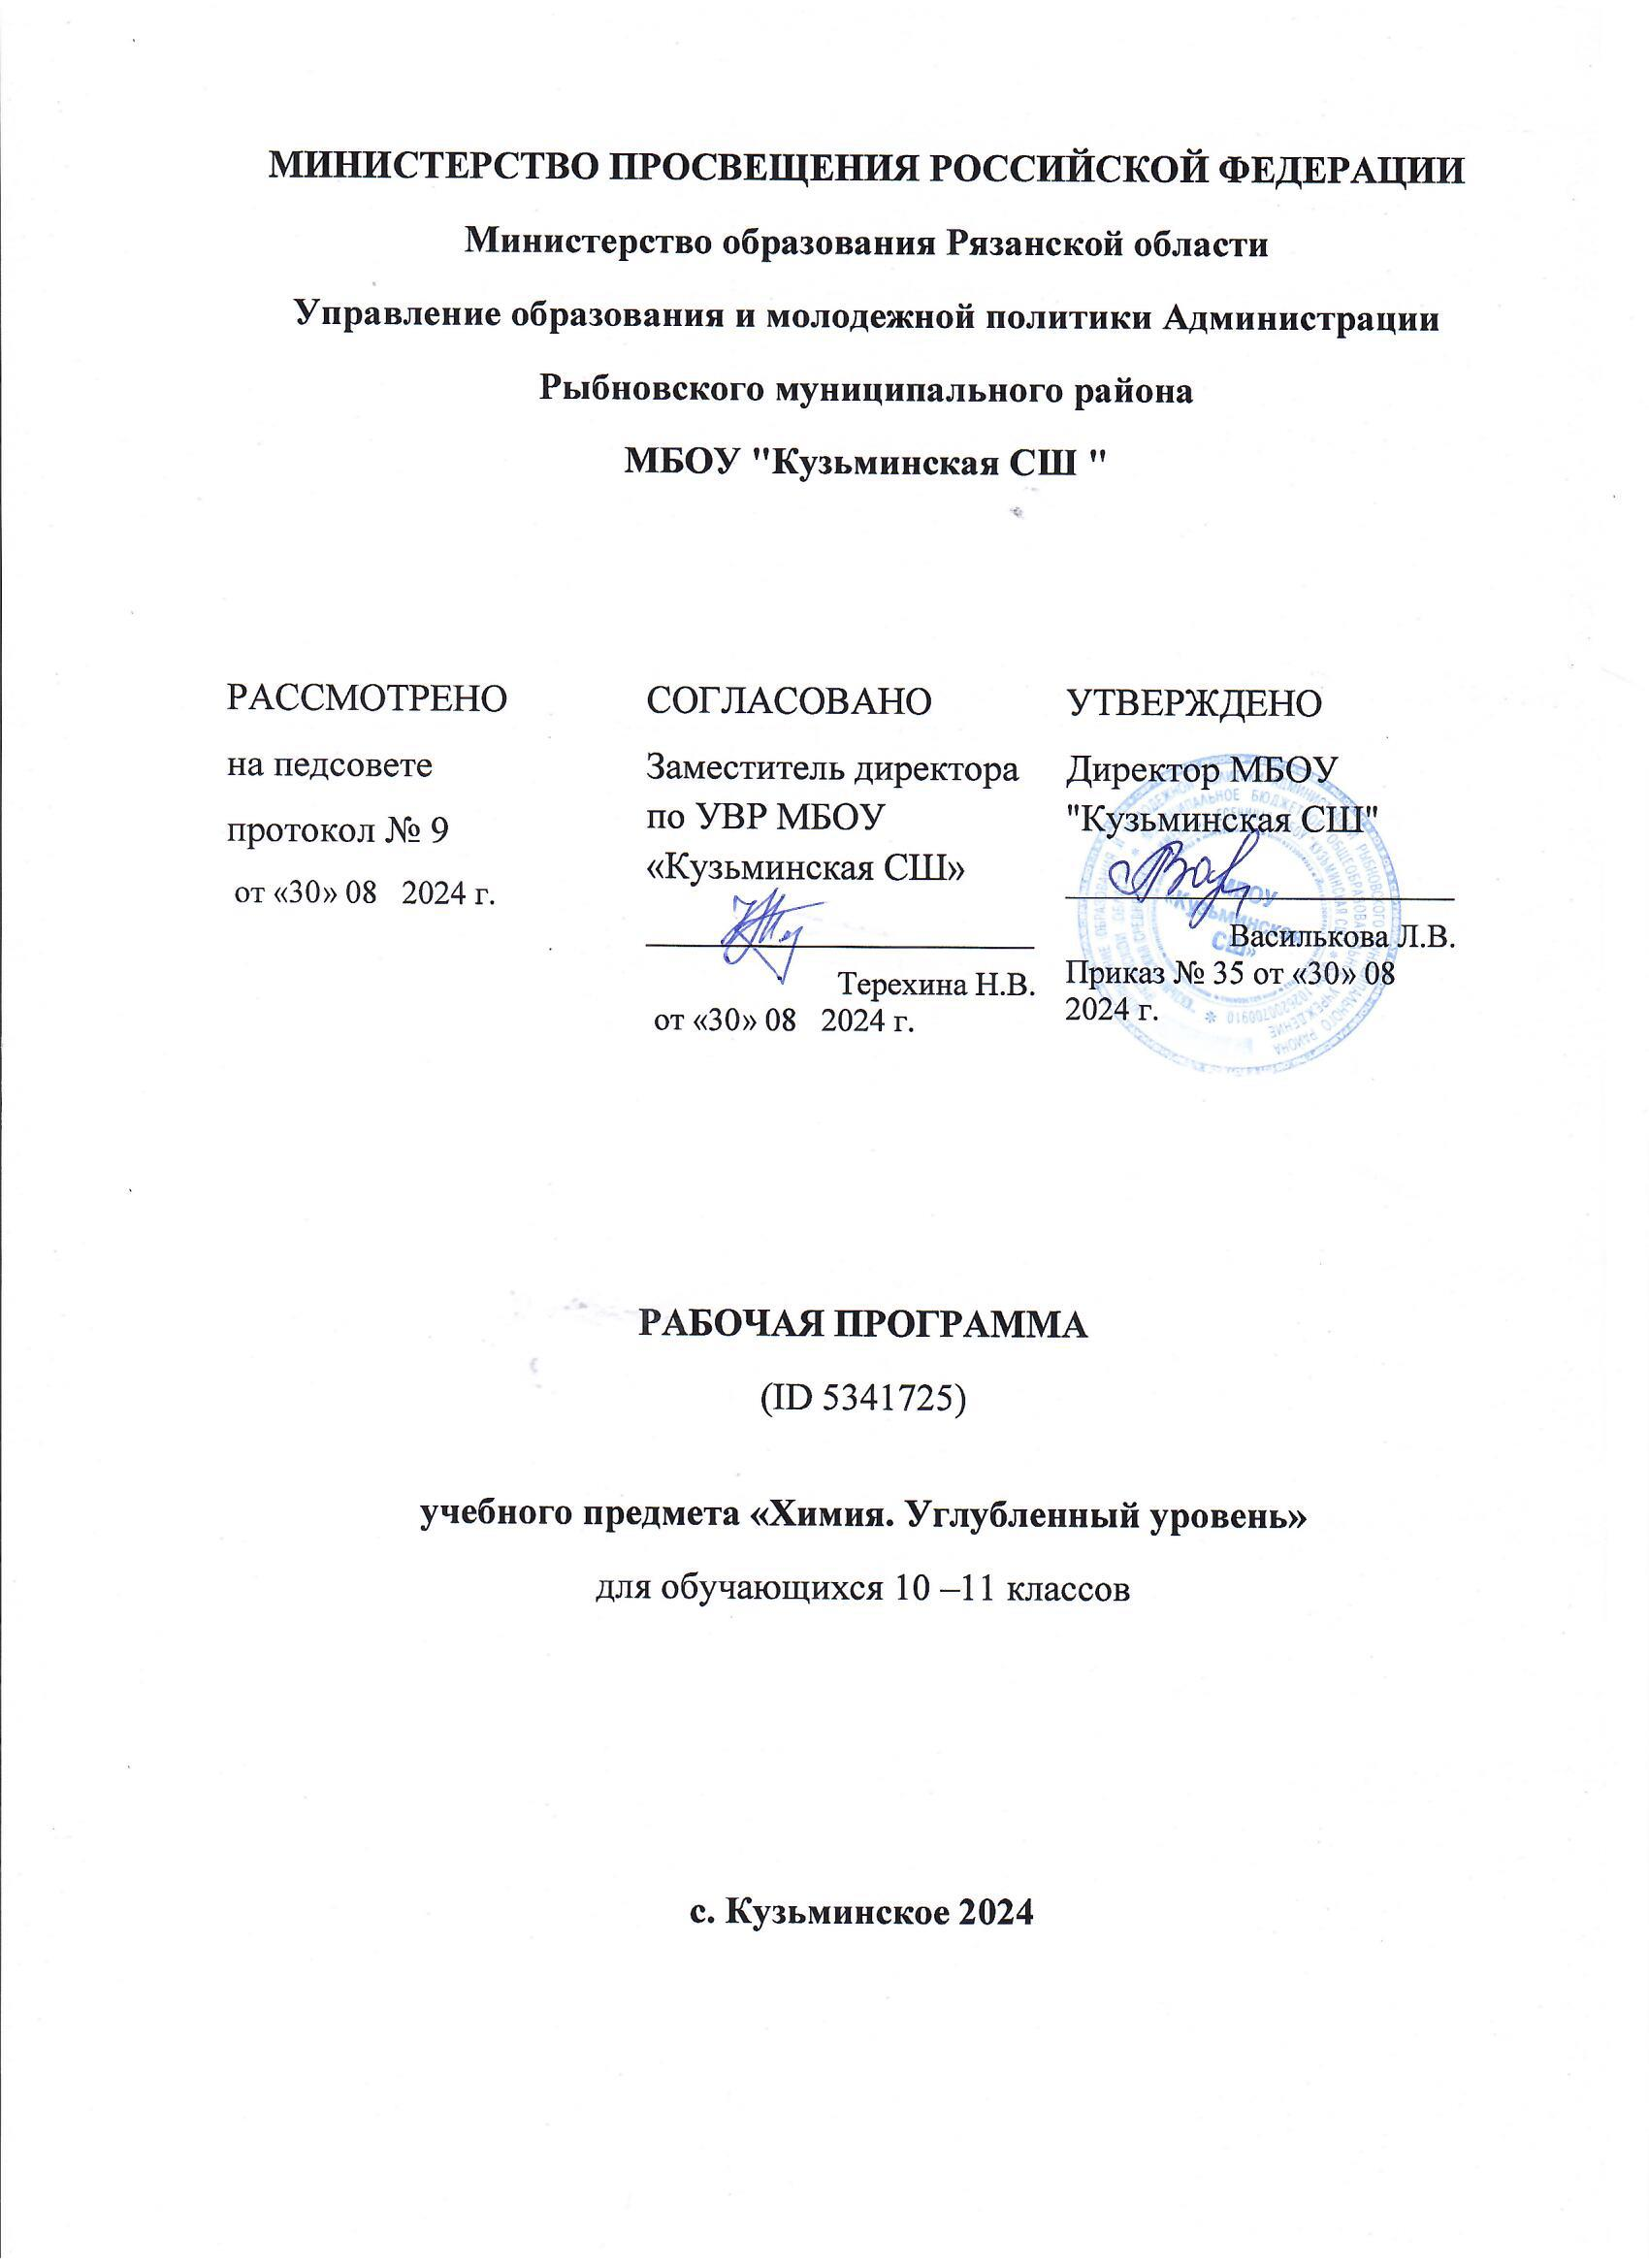 МИНИСТЕРСТВО ПРОСВЕЩЕНИЯ РОССИЙСКОЙ ФЕДЕРАЦИИ
Министерство образования Рязанской области
Управление образования и молодежной политики Администрации
Рыбновского муниципального района
МБОУ "Кузьминская СШ "
РАССМОТРЕНО
на педсовете
протокол № 9
от «30» 08 2024 г.
СОГЛАСОВАНО
Заместитель директора
по УВР МБОУ
«Кузьминская СШ»
Терехина Н.В.
от «30» 08 2024 г.
УТВЕРЖДЕНО
Директор МБОУ
"Кузьминская СШ"
Василькова Л.В.
Приказ № 35 от «30» 08
2024 г.
МБОУ
«Кузьминская
СШ»
РАБОЧАЯ ПРОГРАММА
(ID 5341725)
учебного предмета «Химия. Углубленный уровень»
для обучающихся 10 –11 классов
с. Кузьминское 2024